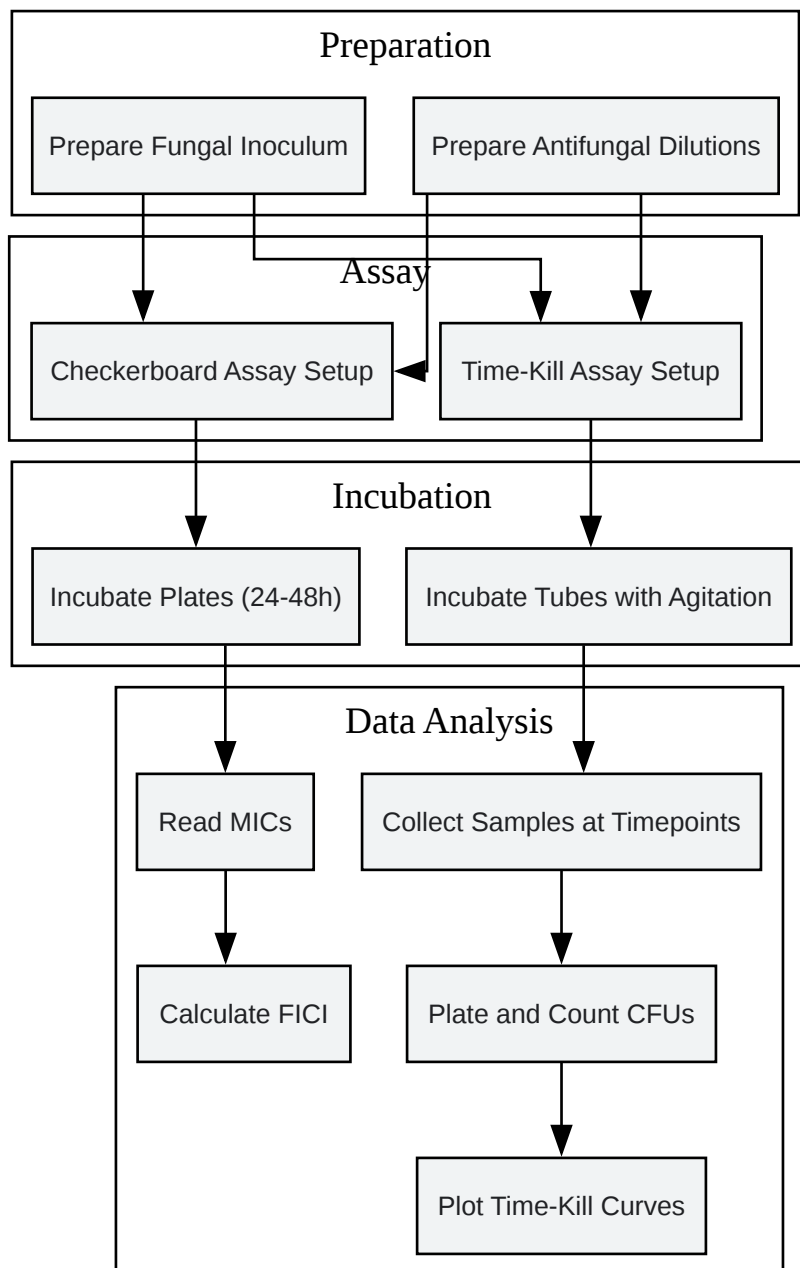 Preparation
Prepare Fungal Inoculum
Prepare Antifungal Dilutions
Assay
Checkerboard Assay Setup
Time-Kill Assay Setup
Incubation
Incubate Plates (24-48h)
Incubate Tubes with Agitation
Data Analysis
Read MICs
Collect Samples at Timepoints
Calculate FICI
Plate and Count CFUs
Plot Time-Kill Curves